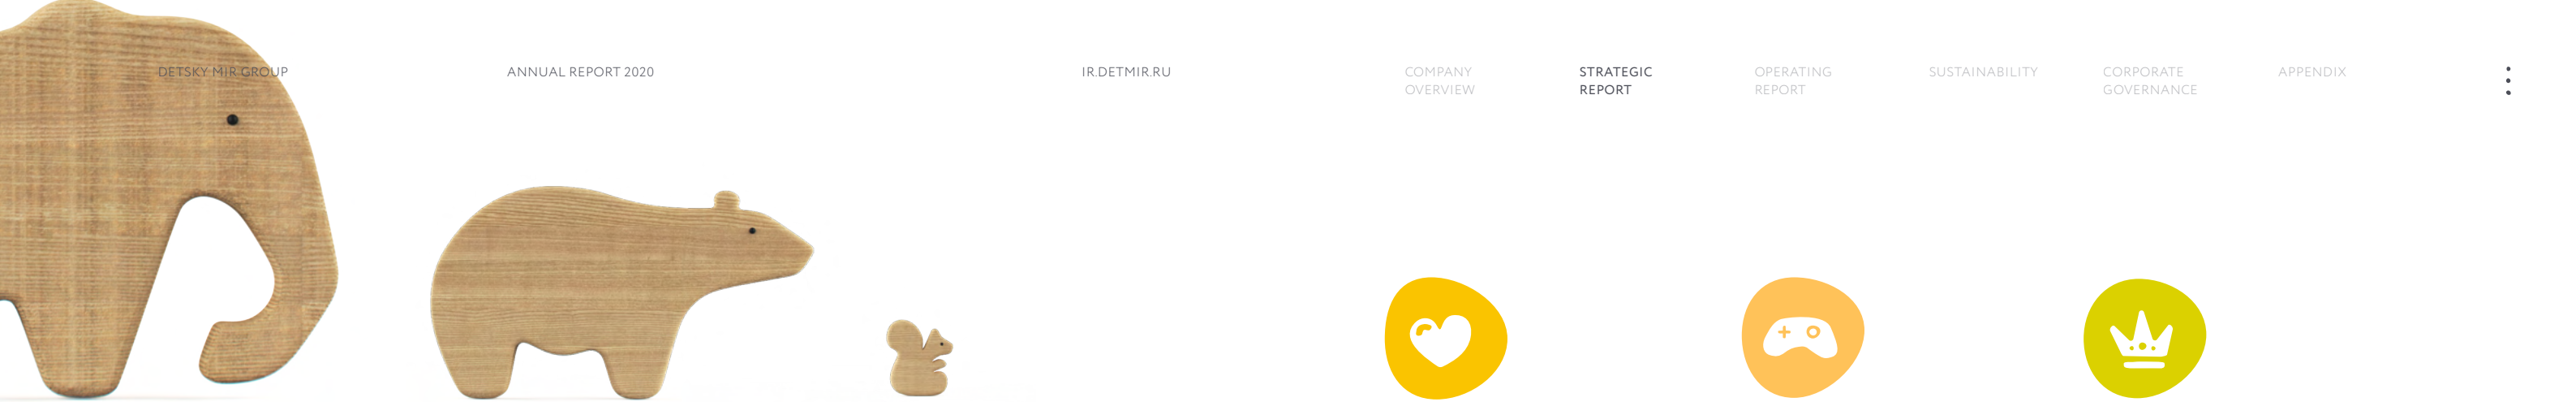 DETSKY MIR GROUP
ANNUAL REPORT 2020
IR.DETMIR.RU
COMPANY
OVERVIEW
STRATEGIC
REPORT
OPERATING
REPORT
SUSTAINABILITY
CORPORATE
GOVERNANCE
APPENDIX